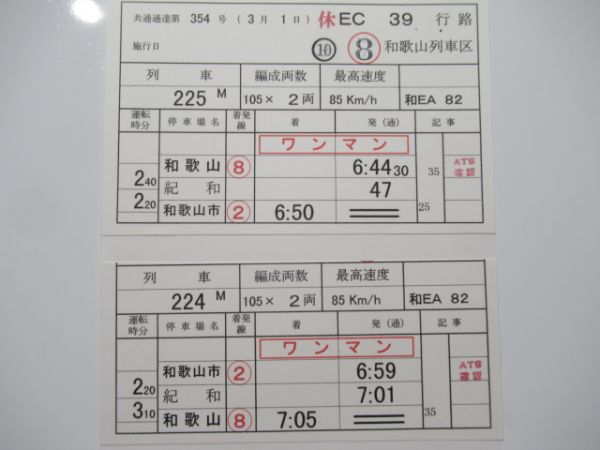 共通通達第 354 号 (3月 1日) 休EC 39 行路
施行日 ⑩ ⑧ 和歌山列車区
列車 編成両数 最高速度
225 M 105× 2両 85 Km/h 和EA 82
運転時分 停車場名 着発線 着 発(通) 記事
ワンマン
和歌山 ⑧ 6:44 30 35 ATS確認
2 40 紀和 47
2 20 和歌山市 ② 6:50 25
列車 編成両数 最高速度
224 M 105× 2両 85 Km/h 和EA 82
運転時分 停車場名 着発線 着 発(通) 記事
ワンマン
和歌山市 ② 6:59 ATS確認
2 20 紀和 7:01
3 10 和歌山 ⑧ 7:05 35